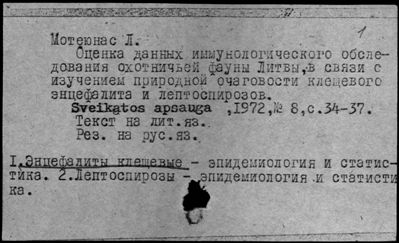 1
Мотеюнас Л.
Оценка данных иммунологического обсле-
дования охотничьей фауны Литвы,в связи с
изучением природной очаговости клещевого
энцефалита и лептоспирозов.
Sveikatos apsauga ,1972,№ 8,с.34-37.
Текст на лит.яз.
Рез. на рус.яз.
1.Энцефалиты клещевые - эпидемиология и статис-
тика. 2.Лептоспирозы - эпидемиология и статисти
ка.